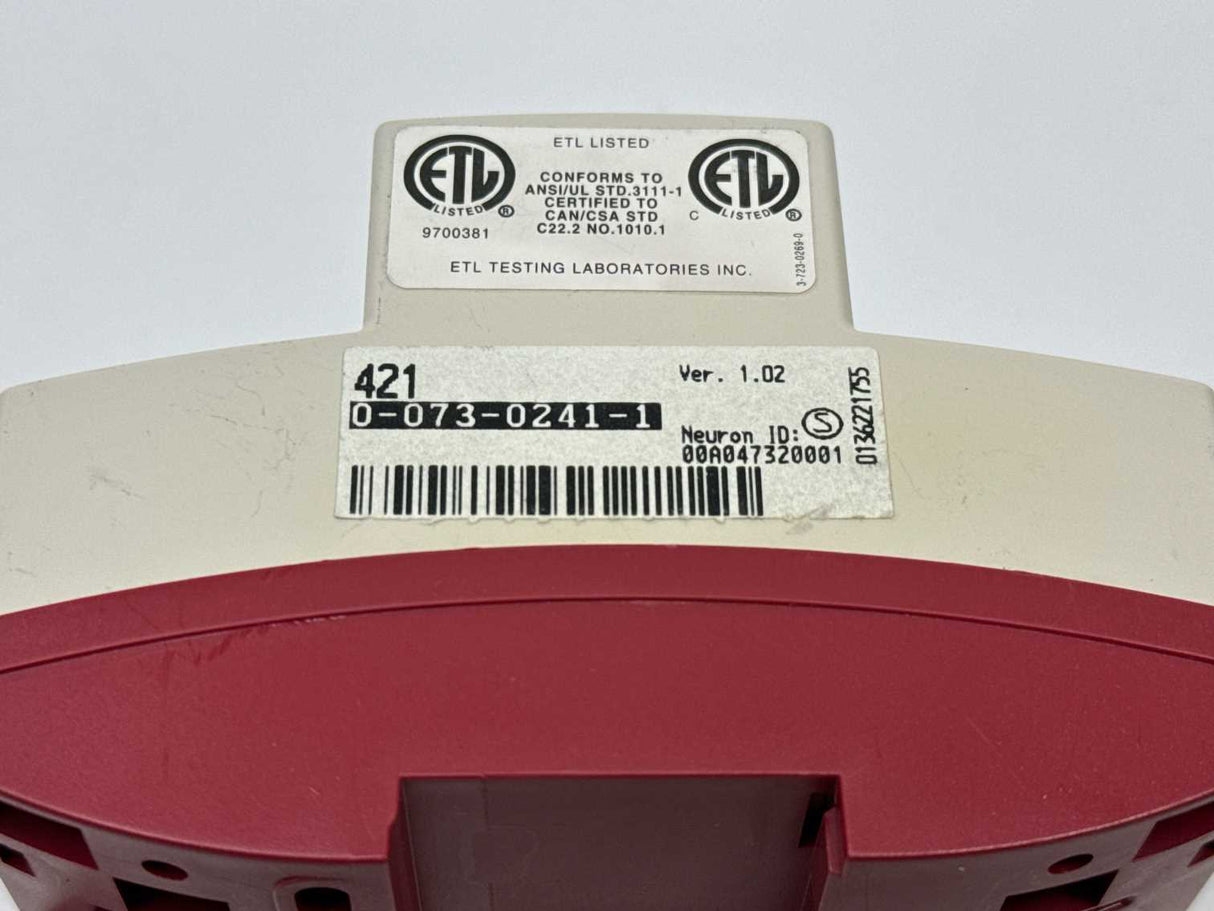 ETL LISTED
ETL
LISTED
®
CONFORMS TO
ANSI/UL STD.3111-1
CERTIFIED TO
CAN/CSA STD
C22.2 NO.1010.1
C
ETL
LISTED
®
9700381
ETL TESTING LABORATORIES INC.
3-723-0269-0
421
0-073-0241-1
Ver. 1.02
Neuron ID:
S
00A047320001
0136221755